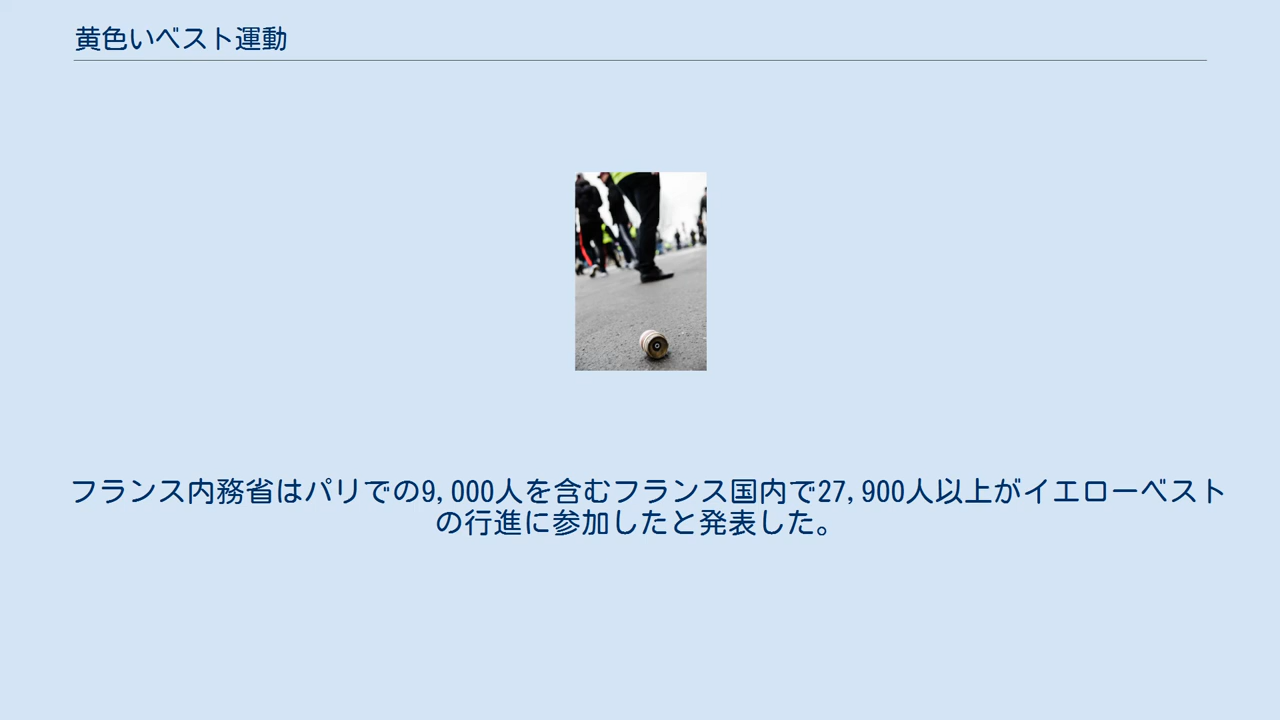 黄色いベスト運動
フランス内務省はパリでの9,000人を含むフランス国内で27,900人以上がイエローベスト
の行進に参加したと発表した。